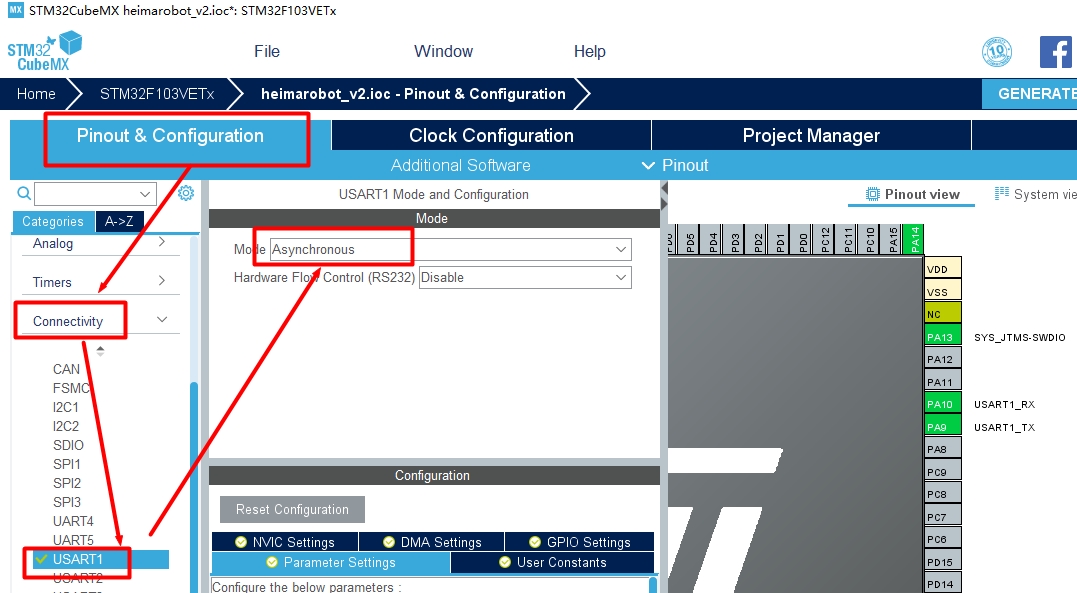 MX STM32CubeMX heimarobot_v2.ioc*: STM32F103VETx
STM32
CubeMX
File Window Help
10
Home STM32F103VETx heimarobot_v2.ioc - Pinout & Configuration GENERATE
Pinout & Configuration Clock Configuration Project Manager
Additional Software Pinout
USART1 Mode and Configuration
Pinout view System vie
Categories A->Z
Mode
Analog
Mode Asynchronous
Timers
Hardware Flow Control (RS232) Disable
Connectivity
CAN
FSMC
I2C1
I2C2
SDIO
SPI1
SPI2
SPI3
UART4
UART5
USART1
USART2
Configuration
Reset Configuration
NVIC Settings DMA Settings GPIO Settings
Parameter Settings User Constants
Configure the below parameters :
PD5
PD4
PD3
PD2
PD1
PD0
PC12
PC11
PC10
PA15
PA14
VDD
VSS
NC
PA13 SYS_JTMS-SWDIO
PA12
PA11
PA10 USART1_RX
PA9 USART1_TX
PA8
PC9
PC8
PC7
PC6
PD15
PD14